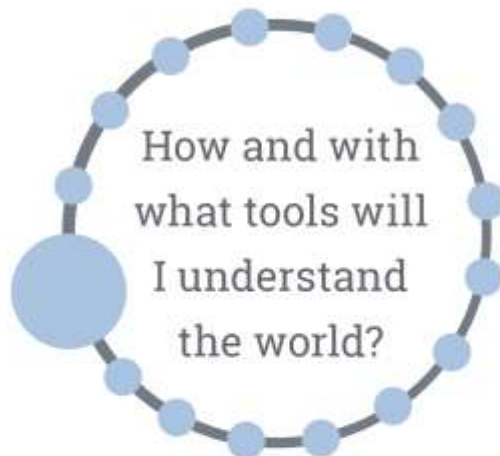 How and with
what tools will
I understand
the world?